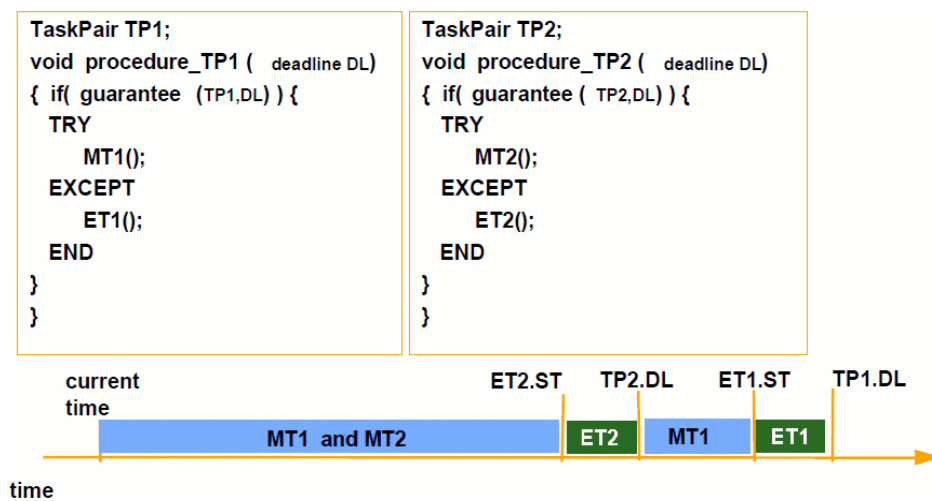 TaskPair TP1;
void procedure_TP1 ( deadline DL)
{ if( guarantee (TP1,DL) ) {
TRY
MT1();
EXCEPT
ET1();
END
}
}
TaskPair TP2;
void procedure_TP2 ( deadline DL)
{ if( guarantee ( TP2,DL) ) {
TRY
MT2();
EXCEPT
ET2();
END
}
}
current
time
ET2.ST
TP2.DL
ET1.ST
TP1.DL
MT1 and MT2
ET2
MT1
ET1
time